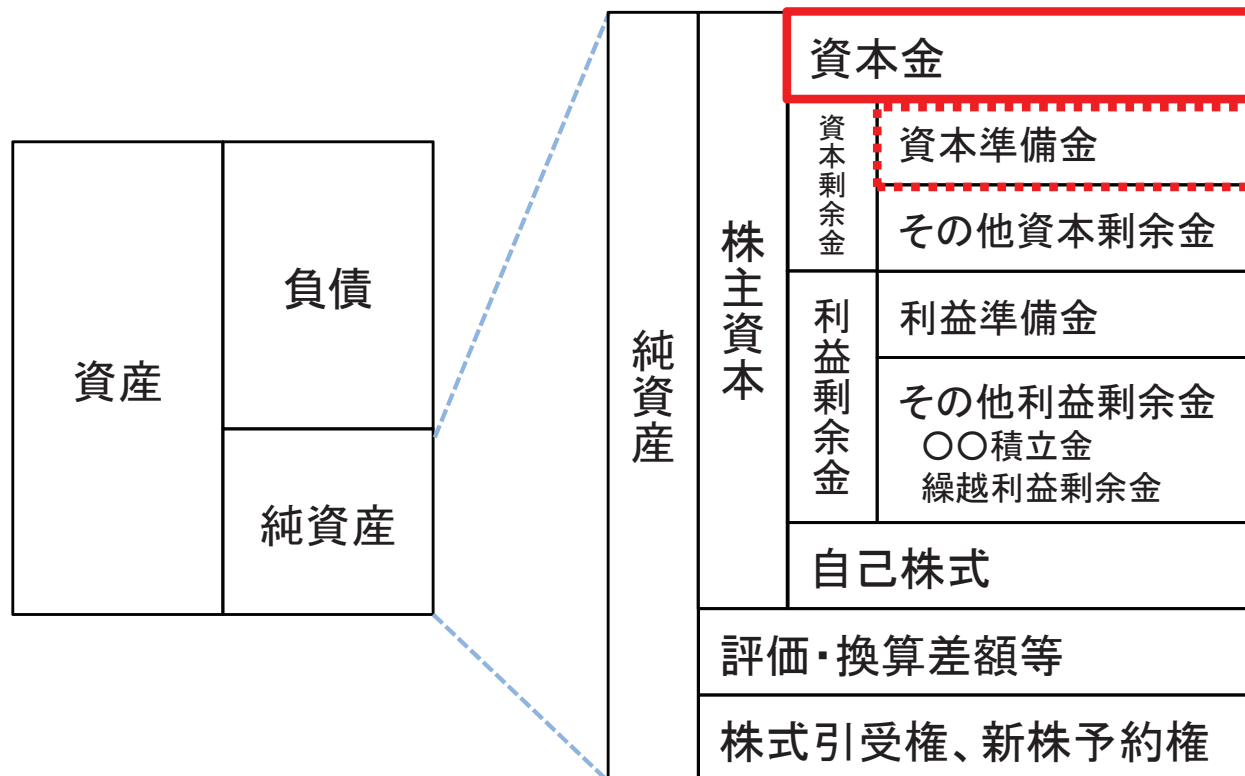 資産
負債
純資産
純資産
株主資本
資本金
資本剰余金
資本準備金
その他資本剰余金
利益剰余金
利益準備金
その他利益剰余金
〇〇積立金
繰越利益剰余金
自己株式
評価・換算差額等
株式引受権、新株予約権